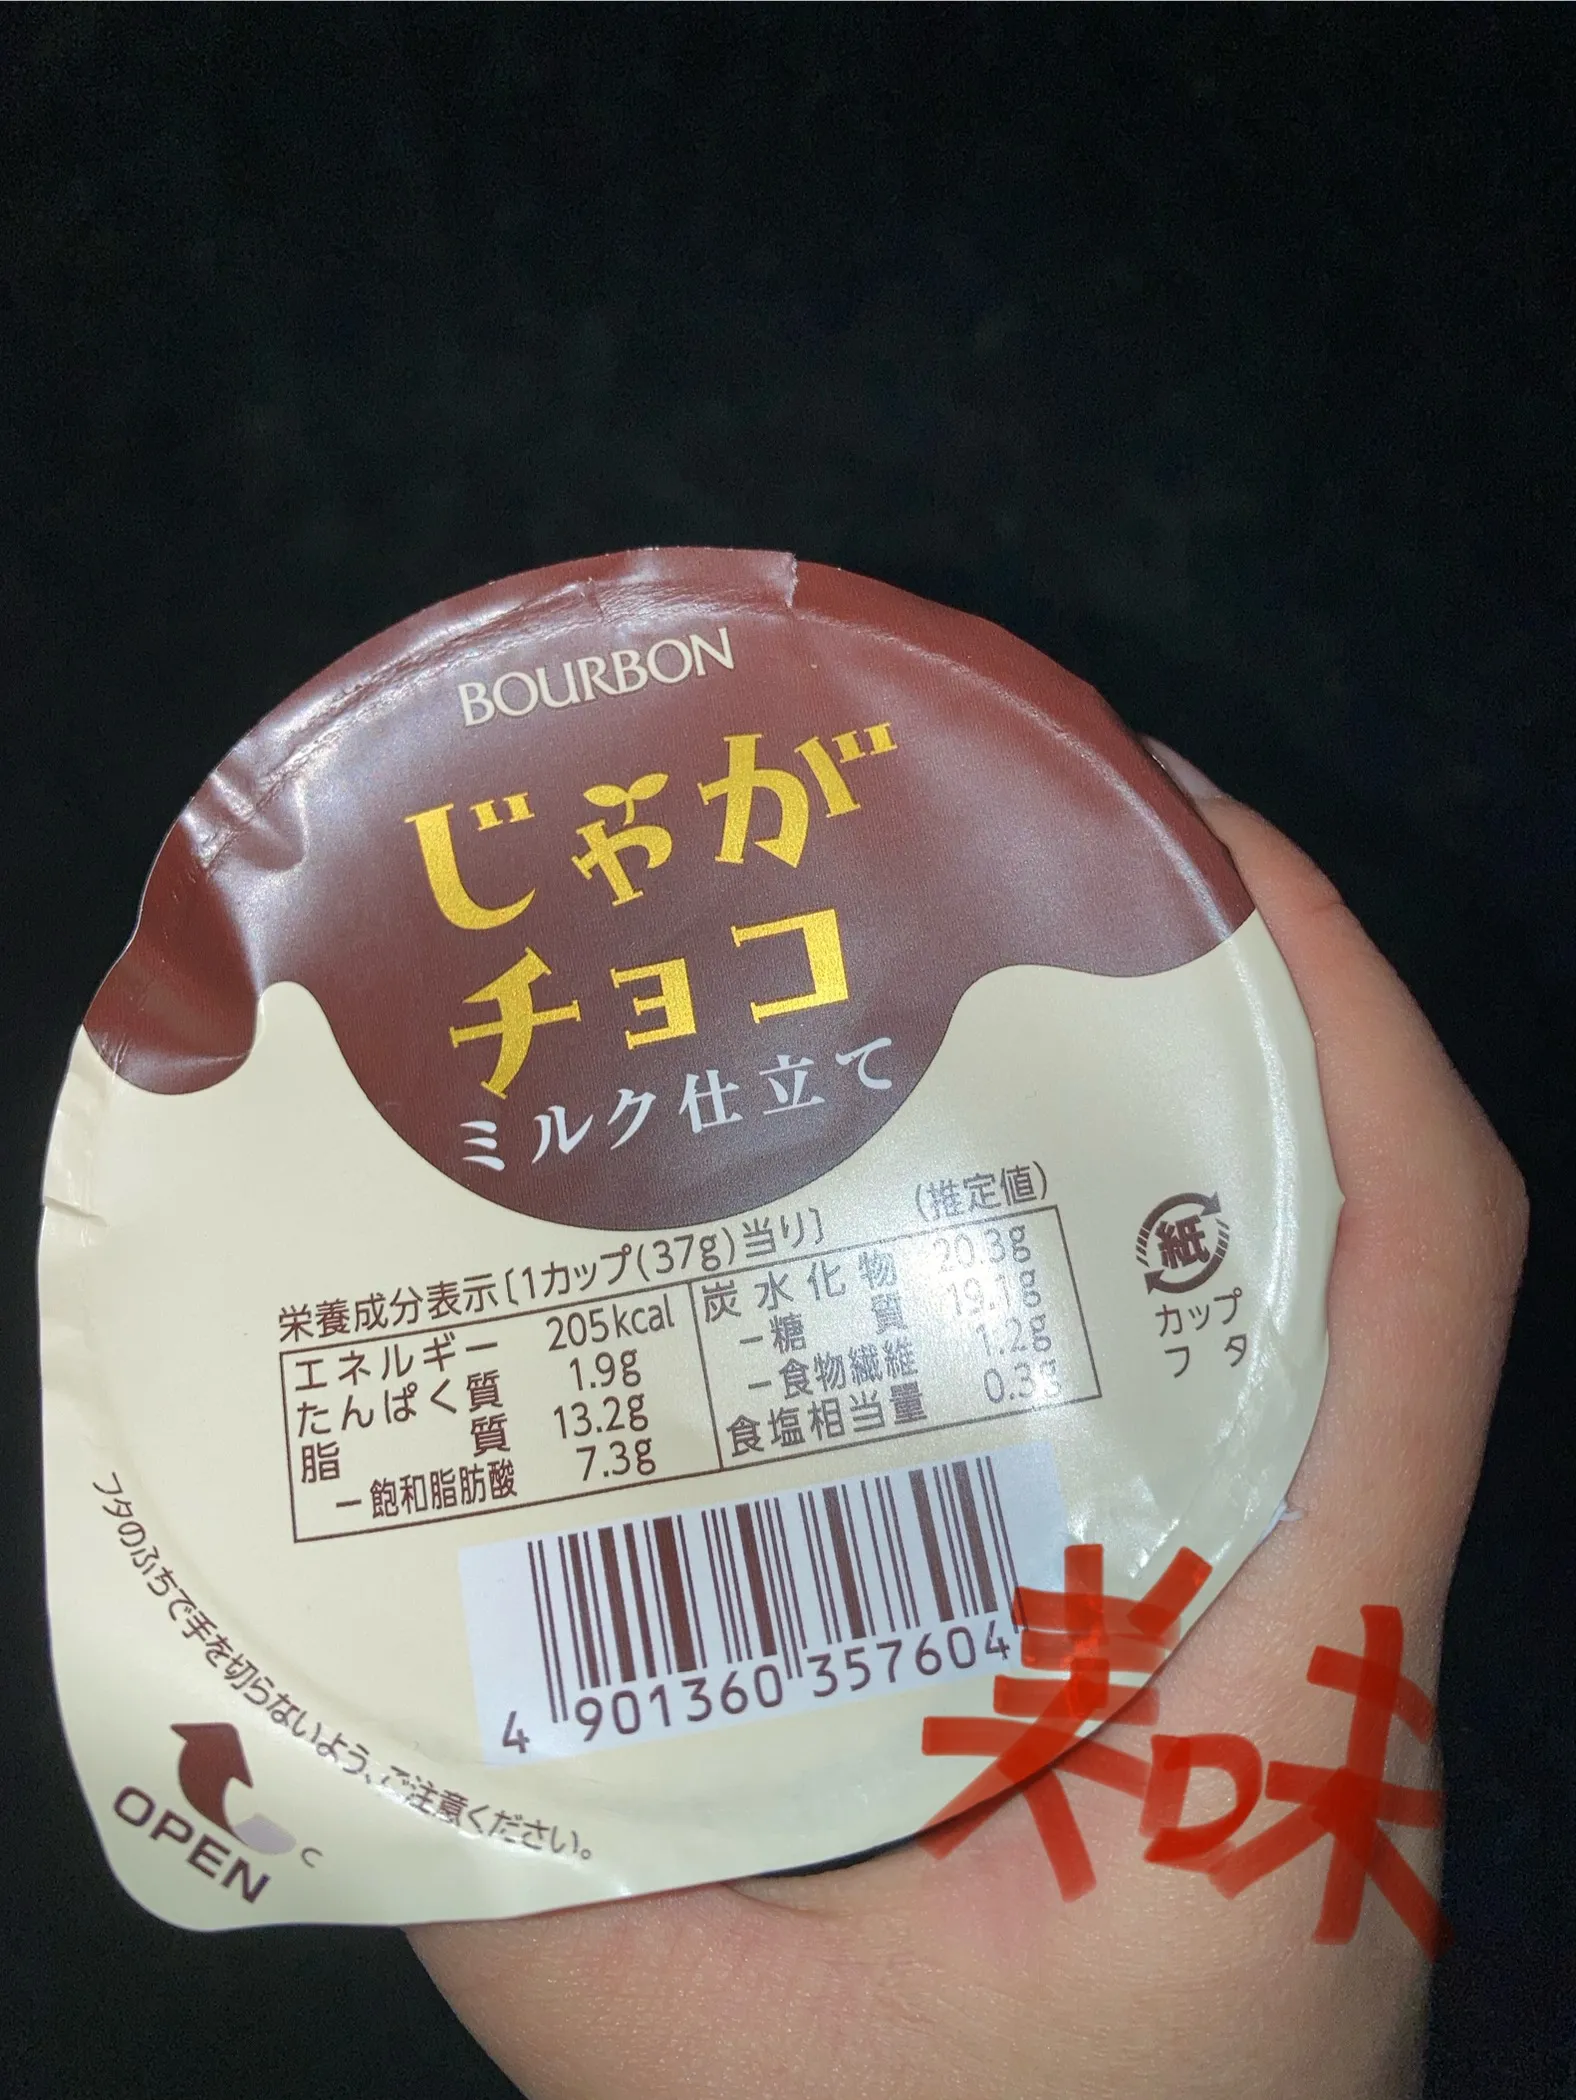 BOURBON
じゃが
チョコ
ミルク仕立て
栄養成分表示〔1カップ(37g)当り〕 (推定値)
エネルギー 205kcal
たんぱく質 1.9g
脂質 13.2g
－飽和脂肪酸 7.3g
炭水化物 20.3g
－糖質 19.1g
－食物繊維 1.2g
食塩相当量 0.3g
紙
カップ
フタ
4 901360 357604
フタのふちで手を切らないよう、ご注意ください。
OPEN
C
美味